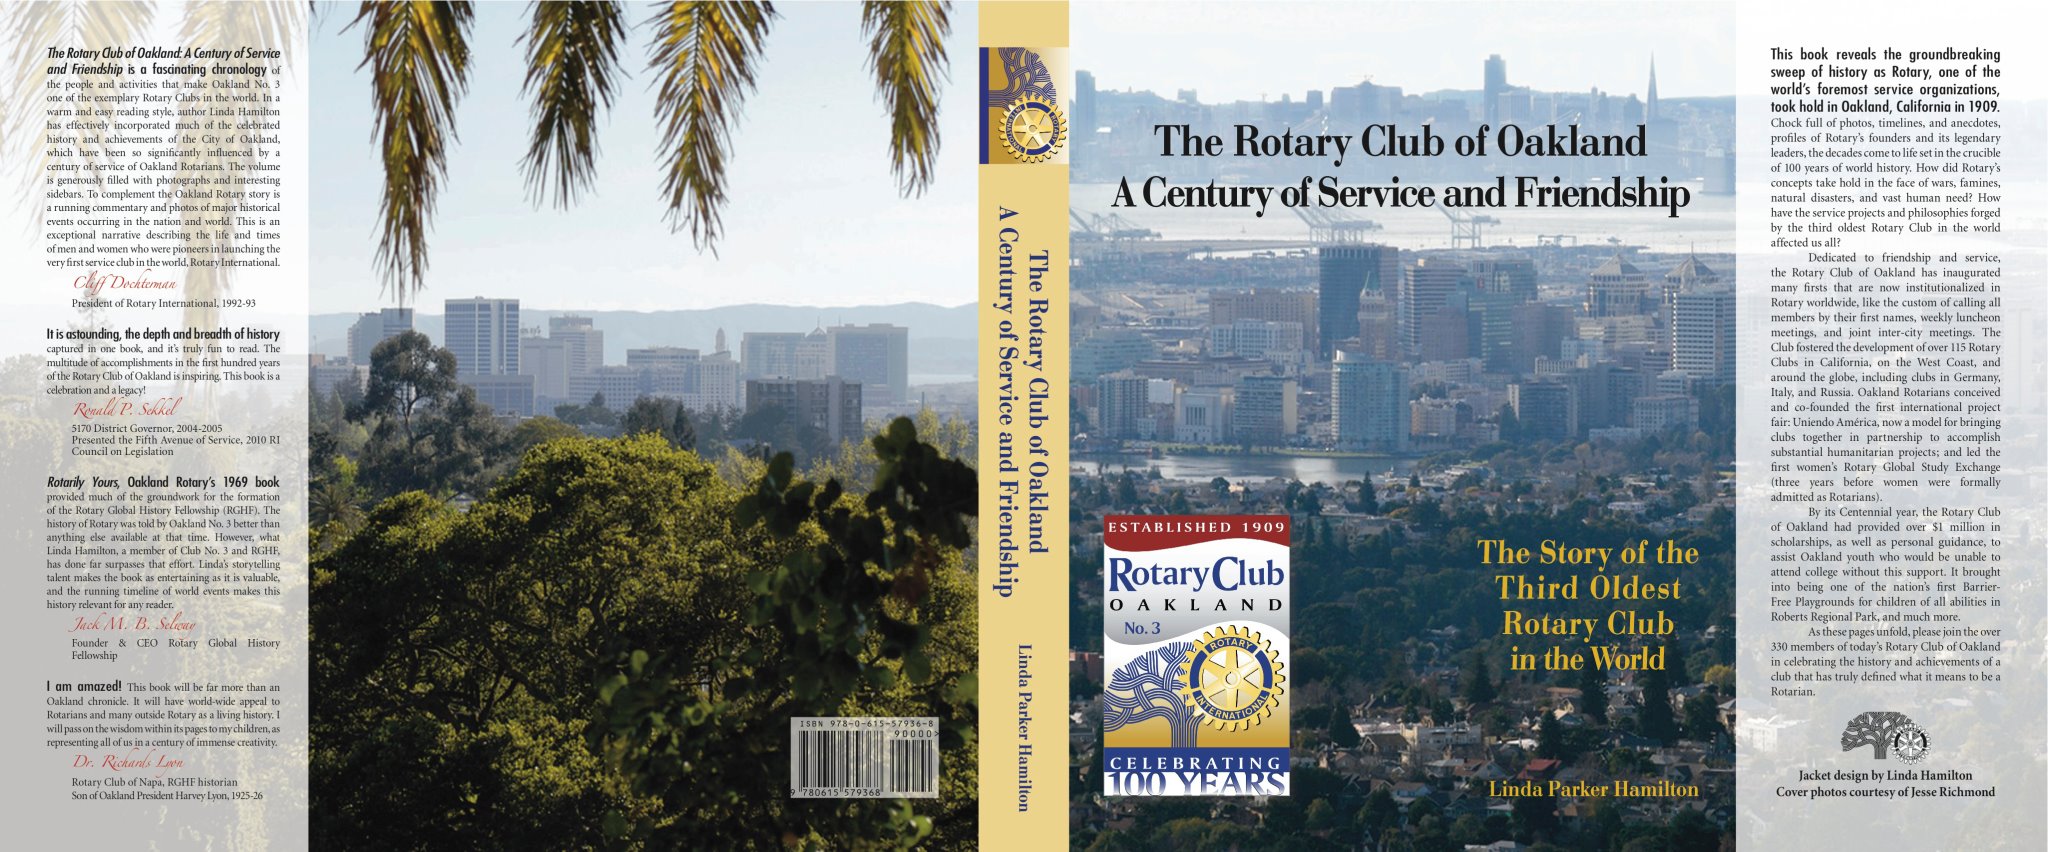 The Rotary Club of Oakland: A Century of Service
and Friendship is a fascinating chronology of
the people and activities that make Oakland No. 3
one of the exemplary Rotary Clubs in the world. In a
warm and easy reading style, author Linda Hamilton
has effectively incorporated much of the celebrated
history and achievements of the City of Oakland,
which have been so significantly influenced by a
century of service of Oakland Rotarians. The volume
is generously filled with photographs and interesting
sidebars. To complement the Oakland Rotary story is
a running commentary and photos of major historical
events occurring in the nation and world. This is an
exceptional narrative describing the life and times
of men and women who were pioneers in launching the
very first service club in the world, Rotary International.
Cliff Dochterman
President of Rotary International, 1992-93
It is astounding, the depth and breadth of history
captured in one book, and it's truly fun to read. The
multitude of accomplishments in the first hundred years
of the Rotary Club of Oakland is inspiring. This book is a
celebration and a legacy!
Ronald P. Sekkel
5170 District Governor, 2004-2005
Presented the Fifth Avenue of Service, 2010 RI
Council on Legislation
Rotarily Yours, Oakland Rotary's 1969 book
provided much of the groundwork for the formation
of the Rotary Global History Fellowship (RGHF). The
history of Rotary was told by Oakland No. 3 better than
anything else available at that time. However, what
Linda Hamilton, a member of Club No. 3 and RGHF,
has done far surpasses that effort. Linda's storytelling
talent makes the book as entertaining as it is valuable,
and the running timeline of world events makes this
history relevant for any reader.
Jack M. B. Selway
Founder & CEO Rotary Global History
Fellowship
I am amazed! This book will be far more than an
Oakland chronicle. It will have world-wide appeal to
Rotarians and many outside Rotary as a living history. I
will pass on the wisdom within its pages to my children, as
representing all of us in a century of immense creativity.
Dr. Richards Lyon
Rotary Club of Napa, RGHF historian
Son of Oakland President Harvey Lyon, 1925-26
ISBN 978-0-615-57936-8
90000>
9 780615 579368
ROTARY
INTERNATIONAL
The Rotary Club of Oakland
A Century of Service and Friendship
Linda Parker Hamilton
The Rotary Club of Oakland
A Century of Service and Friendship
ESTABLISHED 1909
Rotary Club
OAKLAND
No. 3
ROTARY
INTERNATIONAL
CELEBRATING
100 YEARS
The Story of the
Third Oldest
Rotary Club
in the World
Linda Parker Hamilton
This book reveals the groundbreaking
sweep of history as Rotary, one of the
world's foremost service organizations,
took hold in Oakland, California in 1909.
Chock full of photos, timelines, and anecdotes,
profiles of Rotary's founders and its legendary
leaders, the decades come to life set in the crucible
of 100 years of world history. How did Rotary's
concepts take hold in the face of wars, famines,
natural disasters, and vast human need? How
have the service projects and philosophies forged
by the third oldest Rotary Club in the world
affected us all?
Dedicated to friendship and service,
the Rotary Club of Oakland has inaugurated
many firsts that are now institutionalized in
Rotary worldwide, like the custom of calling all
members by their first names, weekly luncheon
meetings, and joint inter-city meetings. The
Club fostered the development of over 115 Rotary
Clubs in California, on the West Coast, and
around the globe, including clubs in Germany,
Italy, and Russia. Oakland Rotarians conceived
and co-founded the first international project
fair: Uniendo América, now a model for bringing
clubs together in partnership to accomplish
substantial humanitarian projects; and led the
first women's Rotary Global Study Exchange
(three years before women were formally
admitted as Rotarians).
By its Centennial year, the Rotary Club
of Oakland had provided over $1 million in
scholarships, as well as personal guidance, to
assist Oakland youth who would be unable to
attend college without this support. It brought
into being one of the nation's first Barrier-
Free Playgrounds for children of all abilities in
Roberts Regional Park, and much more.
As these pages unfold, please join the over
330 members of today's Rotary Club of Oakland
in celebrating the history and achievements of a
club that has truly defined what it means to be a
Rotarian.
Jacket design by Linda Hamilton
Cover photos courtesy of Jesse Richmond